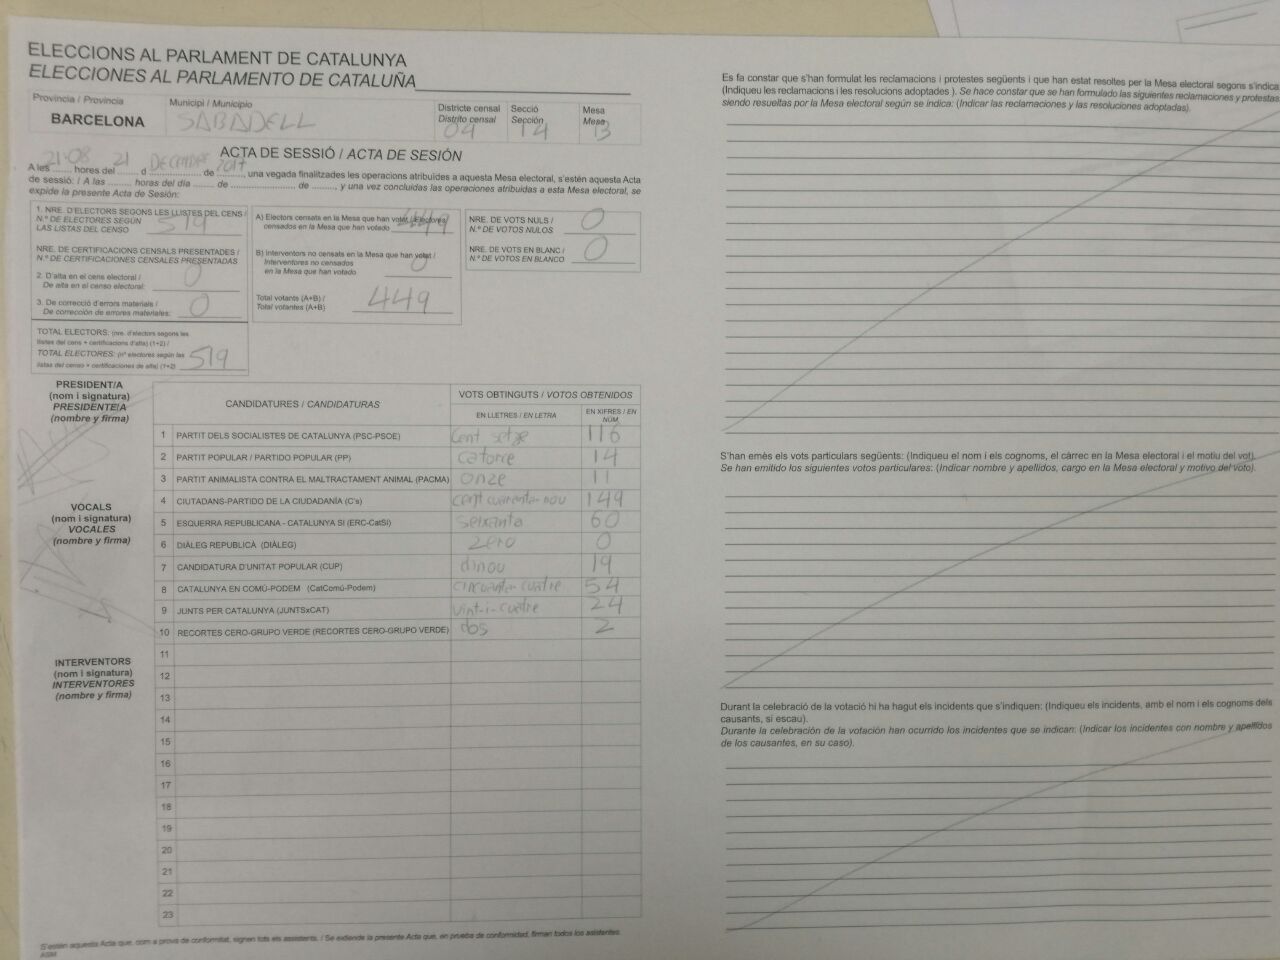 ELECCIONS AL PARLAMENT DE CATALUNYA
ELECCIONES AL PARLAMENTO DE CATALUÑA
Província / Provincia
BARCELONA
Municipi / Municipio
SABADELL
Districte censal
Distrito censal
04
Secció
Sección
14
Mesa
Mesa
B
ACTA DE SESSIÓ / ACTA DE SESIÓN
A les 21:08 hores del 21 d DECEMBRE de 2017, una vegada finalitzades les operacions atribuïdes a aquesta Mesa electoral, s'estén aquesta Acta
de sessió: / A las ........ horas del día ...... de ...................... de ......., y una vez concluidas las operaciones atribuidas a esta Mesa electoral, se
expide la presente Acta de Sesión:
1. NRE. D'ELECTORS SEGONS LES LLISTES DEL CENS /
N.º DE ELECTORES SEGÚN
LAS LISTAS DEL CENSO 519
NRE. DE CERTIFICACIONS CENSALS PRESENTADES /
N.º DE CERTIFICACIONES CENSALES PRESENTADAS
2. D'alta en el cens electoral /
De alta en el censo electoral: 0
3. De correcció d'errors materials /
De corrección de errores materiales: 0
TOTAL ELECTORS: (nre. d'electors segons les
llistes del cens + certificacions d'alta) (1+2) /
TOTAL ELECTORES: (nº electores según las
listas del censo + certificaciones de alta) (1+2) 519
A) Electors censats en la Mesa que han votat / Electores
censados en la Mesa que han votado 449
B) Interventors no censats en la Mesa que han votat /
Interventores no censados
en la Mesa que han votado 0
Total votants (A+B) /
Total votantes (A+B) 449
NRE. DE VOTS NULS /
N.º DE VOTOS NULOS 0
NRE. DE VOTS EN BLANC /
N.º DE VOTOS EN BLANCO 0
PRESIDENT/A
(nom i signatura)
PRESIDENTE/A
(nombre y firma)
VOCALS
(nom i signatura)
VOCALES
(nombre y firma)
INTERVENTORS
(nom i signatura)
INTERVENTORES
(nombre y firma)
CANDIDATURES / CANDIDATURAS
VOTS OBTINGUTS / VOTOS OBTENIDOS
EN LLETRES / EN LETRA
EN XIFRES / EN NÚM.
1 PARTIT DELS SOCIALISTES DE CATALUNYA (PSC-PSOE) Cent setze 116
2 PARTIT POPULAR / PARTIDO POPULAR (PP) catorce 14
3 PARTIT ANIMALISTA CONTRA EL MALTRACTAMENT ANIMAL (PACMA) onze 11
4 CIUTADANS-PARTIDO DE LA CIUDADANÍA (C's) cent cuarenta-nou 149
5 ESQUERRA REPUBLICANA - CATALUNYA SI (ERC-CatSí) seixanta 60
6 DIÀLEG REPUBLICÀ (DIÀLEG) zero 0
7 CANDIDATURA D'UNITAT POPULAR (CUP) dinou 19
8 CATALUNYA EN COMÚ-PODEM (CatComú-Podem) cincuanta-cuatre 54
9 JUNTS PER CATALUNYA (JUNTSxCAT) vint-i-cuatre 24
10 RECORTES CERO-GRUPO VERDE (RECORTES CERO-GRUPO VERDE) dos 2
11
12
13
14
15
16
17
18
19
20
21
22
23
S'estén aquesta Acta que, com a prova de conformitat, signen tots els assistents. / Se extiende la presente Acta que, en prueba de conformidad, firman todos los asistentes.
Es fa constar que s'han formulat les reclamacions i protestes següents i que han estat resoltes per la Mesa electoral segons s'indica
(Indiqueu les reclamacions i les resolucions adoptades ). Se hace constar que se han formulado las siguientes reclamaciones y protestas
siendo resueltas por la Mesa electoral según se indica: (Indicar las reclamaciones y las resoluciones adoptadas).
S'han emès els vots particulars següents: (Indiqueu el nom i els cognoms, el càrrec en la Mesa electoral i el motiu del vot).
Se han emitido los siguientes votos particulares: (Indicar nombre y apellidos, cargo en la Mesa electoral y motivo del voto).
Durant la celebració de la votació hi ha hagut els incidents que s'indiquen: (Indiqueu els incidents, amb el nom i els cognoms dels
causants, si escau).
Durante la celebración de la votación han ocurrido los incidentes que se indican: (Indicar los incidentes con nombre y apellidos
de los causantes, en su caso).